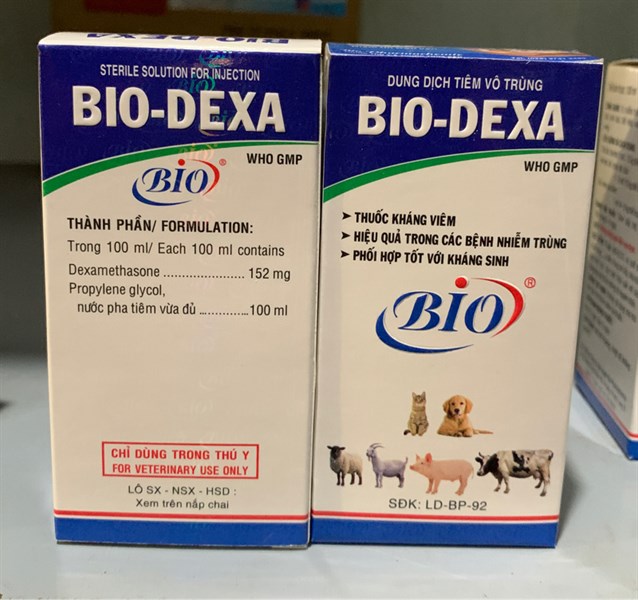 BIO-DEXA
STERILE SOLUTION FOR INJECTION
BIO-DEXA
WHO GMP
BIO®
THÀNH PHẦN/ FORMULATION:
Trong 100 ml/ Each 100 ml contains
Dexamethasone ...................... 152 mg
Propylene glycol,
nước pha tiêm vừa đủ ............. 100 ml
CHỈ DÙNG TRONG THÚ Y
FOR VETERINARY USE ONLY
LÔ SX - NSX - HSD :
Xem trên nắp chai
DUNG DỊCH TIÊM VÔ TRÙNG
BIO-DEXA
WHO GMP
➤ THUỐC KHÁNG VIÊM
➤ HIỆU QUẢ TRONG CÁC BỆNH NHIỄM TRÙNG
➤ PHỐI HỢP TỐT VỚI KHÁNG SINH
BIO®
SĐK: LD-BP-92